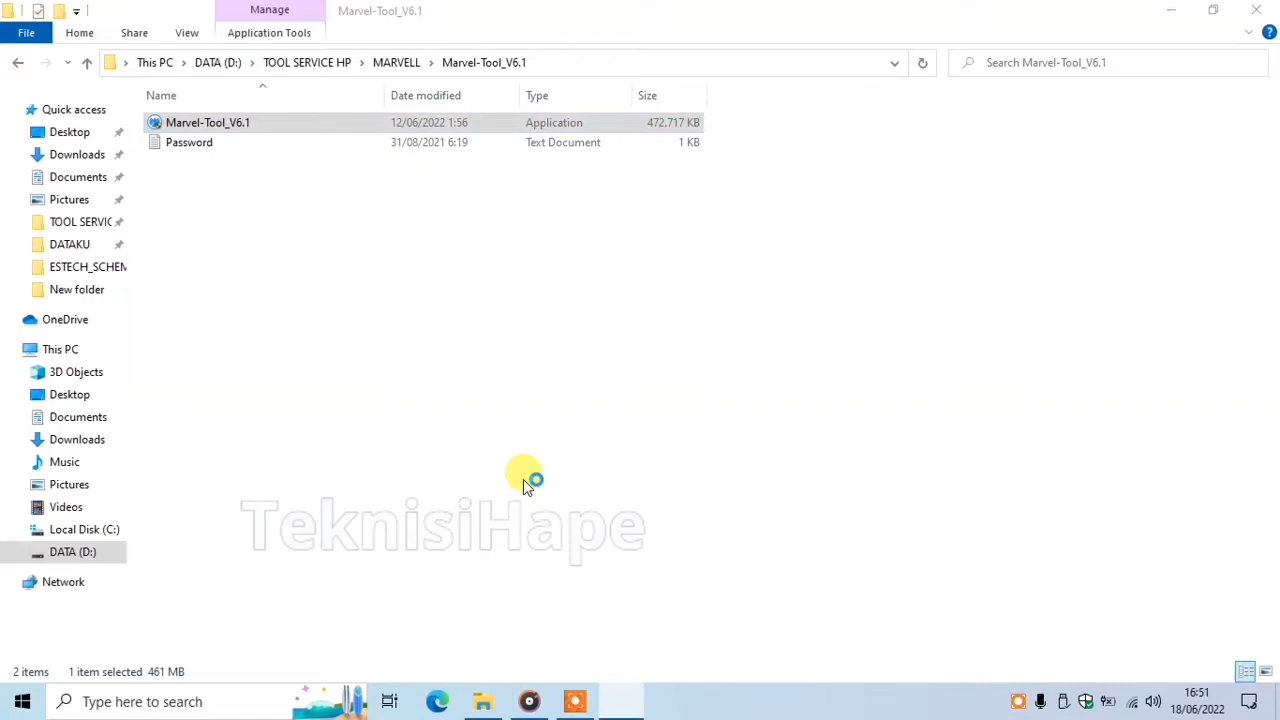 Manage
Marvel-Tool_V6.1
File
Home
Share
View
Application Tools
This PC
DATA (D:)
TOOL SERVICE HP
MARVELL
Marvel-Tool_V6.1
Search Marvel-Tool_V6.1
Name
Date modified
Type
Size
Marvel-Tool_V6.1
12/06/2022 1:56
Application
472.717 KB
Password
31/08/2021 6:19
Text Document
1 KB
Quick access
Desktop
Downloads
Documents
Pictures
TOOL SERVIC
DATAKU
ESTECH_SCHEM
New folder
OneDrive
This PC
3D Objects
Desktop
Documents
Downloads
Music
Pictures
Videos
Local Disk (C:)
DATA (D:)
Network
TeknisiHape
2 items
1 item selected 461 MB
Type here to search
16:51
18/06/2022